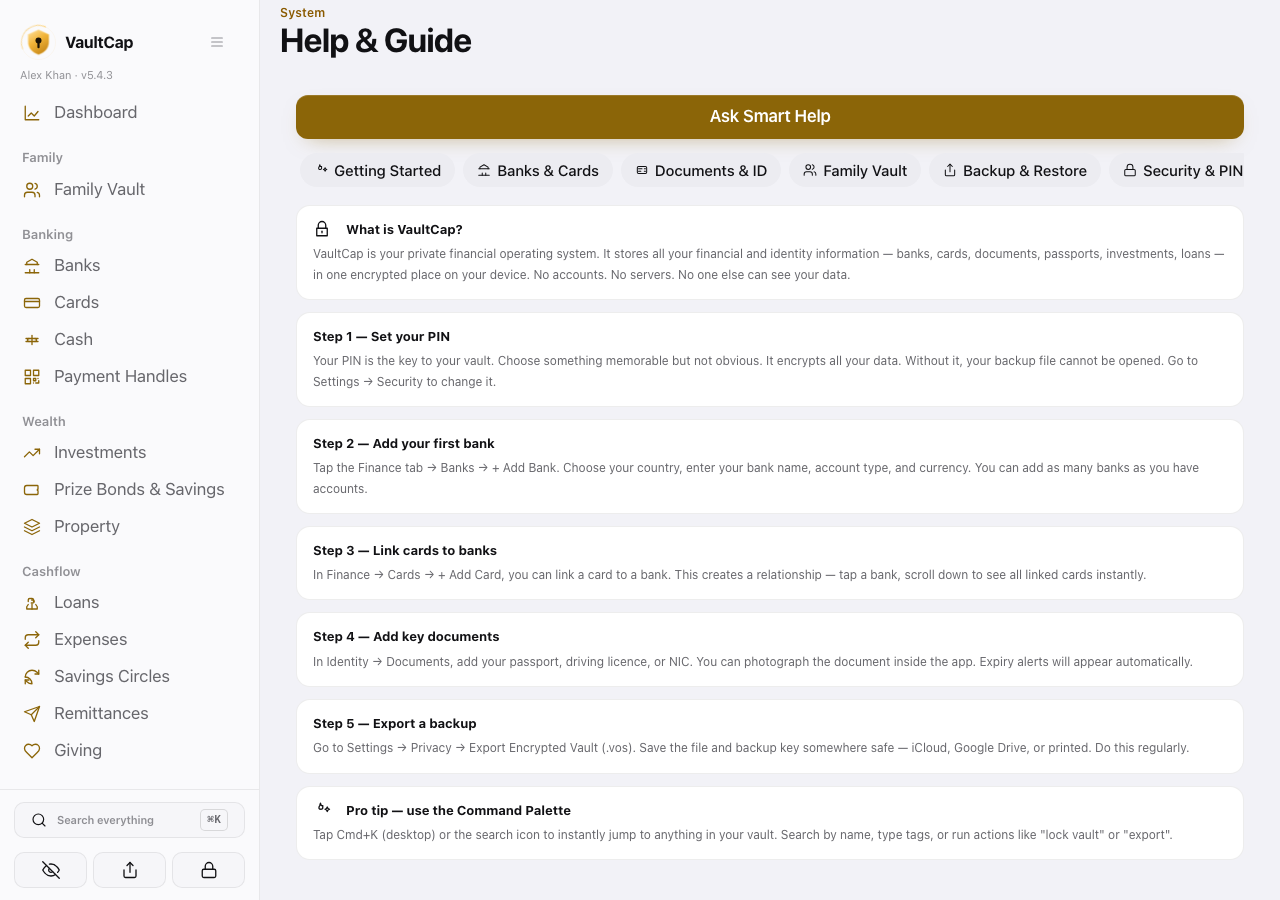 VaultCap
Alex Khan · v5.4.3
Dashboard
Family
Family Vault
Banking
Banks
Cards
Cash
Payment Handles
Wealth
Investments
Prize Bonds & Savings
Property
Cashflow
Loans
Expenses
Savings Circles
Remittances
Giving
Search everything ⌘K
System
Help & Guide
Ask Smart Help
Getting Started Banks & Cards Documents & ID Family Vault Backup & Restore Security & PIN
What is VaultCap?
VaultCap is your private financial operating system. It stores all your financial and identity information — banks, cards, documents, passports, investments, loans —
in one encrypted place on your device. No accounts. No servers. No one else can see your data.
Step 1 — Set your PIN
Your PIN is the key to your vault. Choose something memorable but not obvious. It encrypts all your data. Without it, your backup file cannot be opened. Go to
Settings → Security to change it.
Step 2 — Add your first bank
Tap the Finance tab → Banks → + Add Bank. Choose your country, enter your bank name, account type, and currency. You can add as many banks as you have
accounts.
Step 3 — Link cards to banks
In Finance → Cards → + Add Card, you can link a card to a bank. This creates a relationship — tap a bank, scroll down to see all linked cards instantly.
Step 4 — Add key documents
In Identity → Documents, add your passport, driving licence, or NIC. You can photograph the document inside the app. Expiry alerts will appear automatically.
Step 5 — Export a backup
Go to Settings → Privacy → Export Encrypted Vault (.vos). Save the file and backup key somewhere safe — iCloud, Google Drive, or printed. Do this regularly.
Pro tip — use the Command Palette
Tap Cmd+K (desktop) or the search icon to instantly jump to anything in your vault. Search by name, type tags, or run actions like "lock vault" or "export".